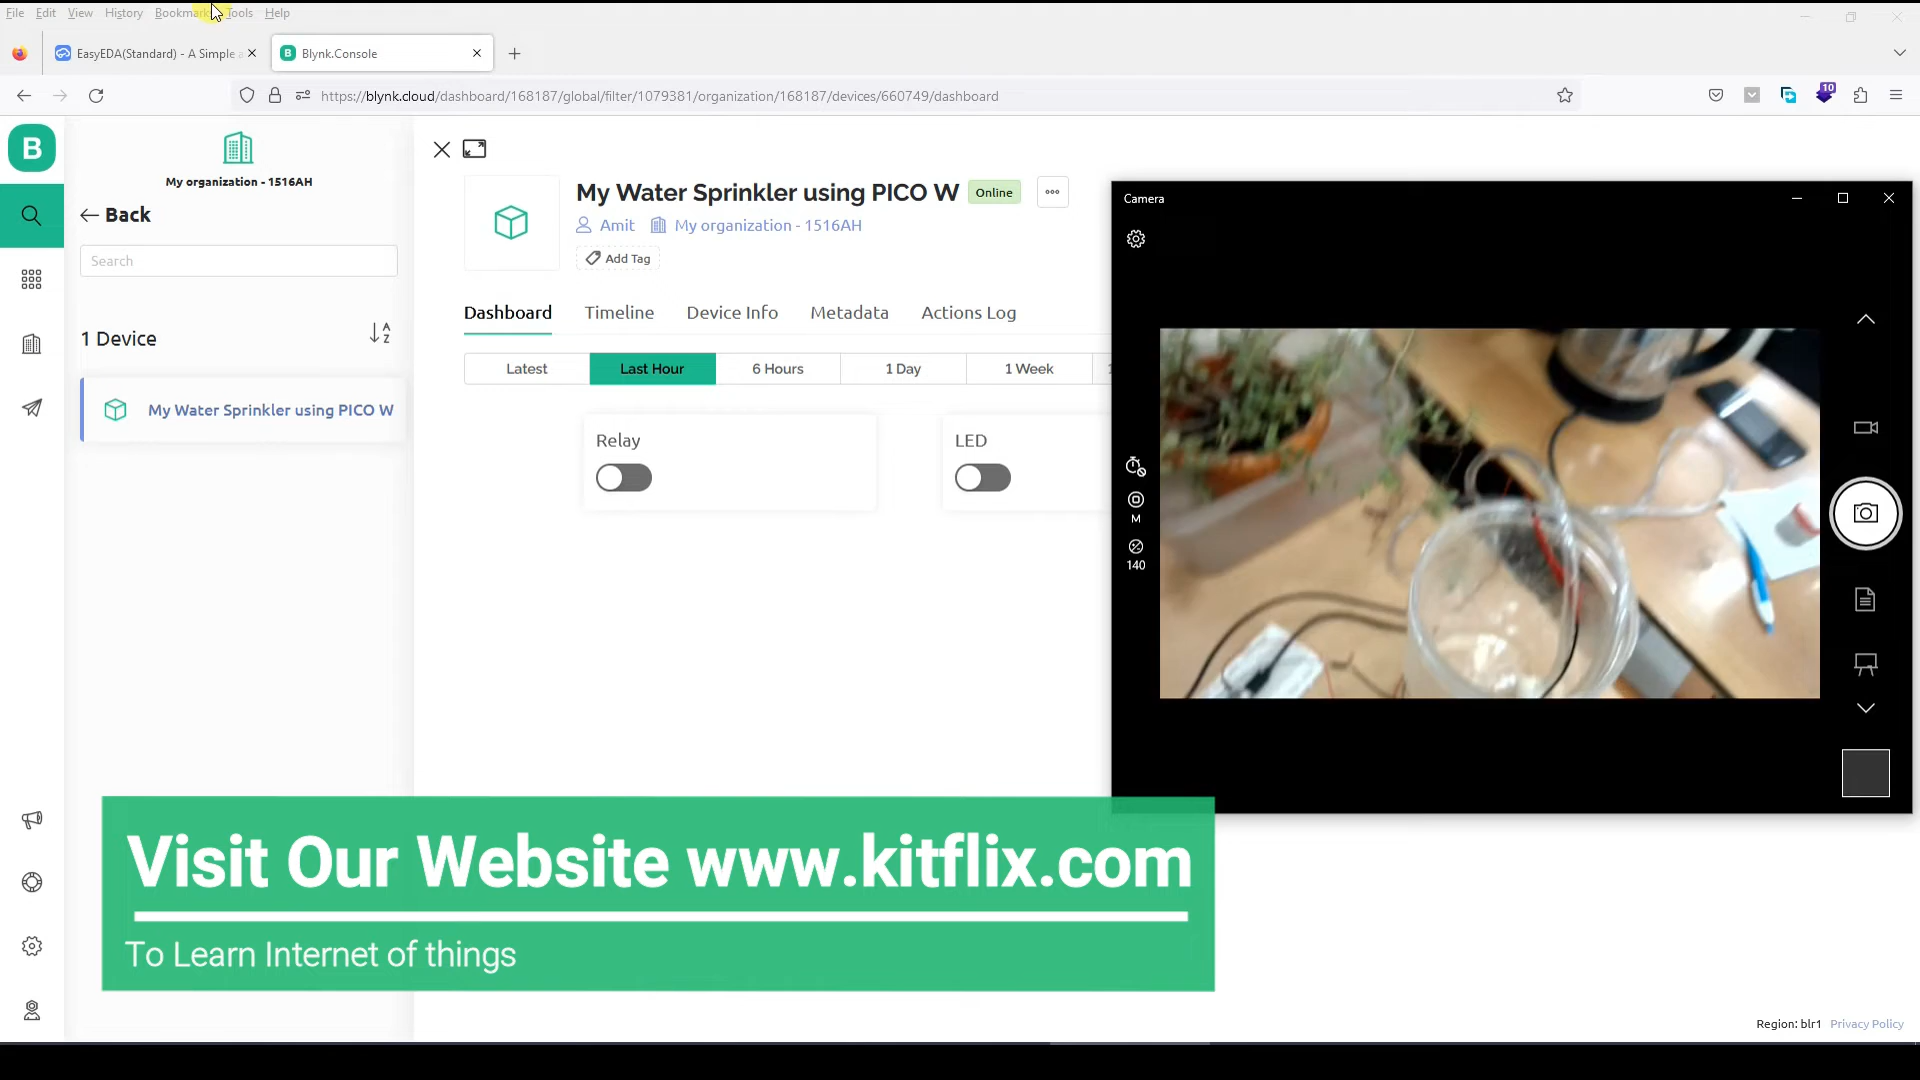 File Edit View History Bookmarks Tools Help
EasyEDA(Standard) - A Simple a
B Blynk.Console
https://blynk.cloud/dashboard/168187/global/filter/1079381/organization/168187/devices/660749/dashboard
10
B
My organization - 1516AH
Back
Search
1 Device
A
Z
My Water Sprinkler using PICO W
My Water Sprinkler using PICO W Online
Amit My organization - 1516AH
Add Tag
Dashboard Timeline Device Info Metadata Actions Log
Latest Last Hour 6 Hours 1 Day 1 Week 1
Relay
LED
Camera
M
140
Visit Our Website www.kitflix.com
To Learn Internet of things
Region: blr1 Privacy Policy